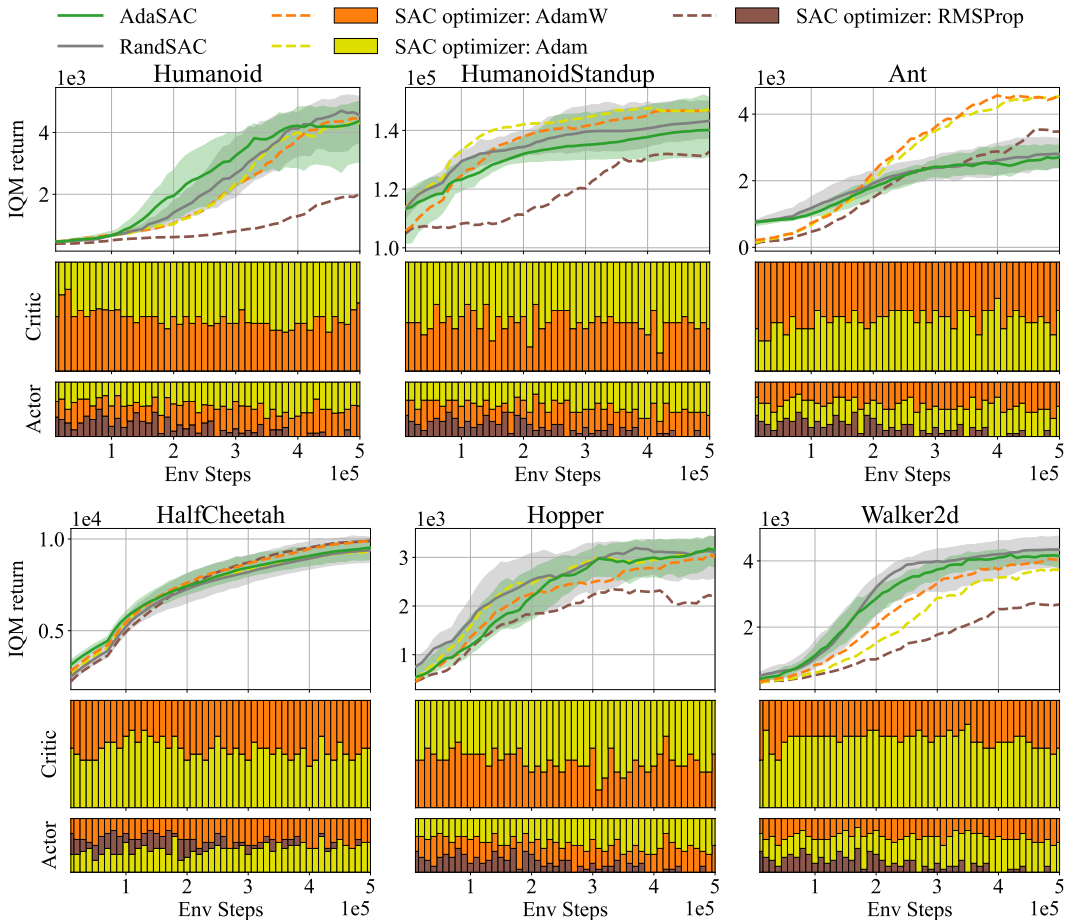 AdaSAC
SAC optimizer: AdamW
SAC optimizer: RMSProp
RandSAC
SAC optimizer: Adam
1e3
Humanoid
1e5
HumanoidStandup
1e3
Ant
IQM return
4
2
1.4
1.2
1.0
4
2
0
Critic
Actor
1 2 3 4 5
1 2 3 4 5
1 2 3 4 5
Env Steps
1e5
Env Steps
1e5
Env Steps
1e5
1e4
HalfCheetah
1e3
Hopper
1e3
Walker2d
IQM return
1.0
0.5
3
2
1
4
2
Critic
Actor
1 2 3 4 5
1 2 3 4 5
1 2 3 4 5
Env Steps
1e5
Env Steps
1e5
Env Steps
1e5